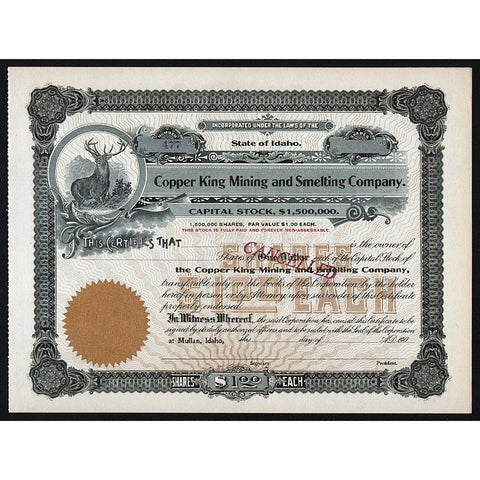 INCORPORATED UNDER THE LAWS OF THE
477
State of Idaho.
Copper King Mining and Smelting Company.
CAPITAL STOCK, $1,500,000.
1,500,000 SHARES, PAR VALUE $1.00 EACH.
THIS STOCK IS FULLY PAID AND FOREVER NON-ASSESSABLE
THIS CERTIFIES THAT is the owner of
Shares of One Dollar each of the Capital Stock of
CANCELLED
the Copper King Mining and Smelting Company,
transferable only on the books of the Corporation by the holder
hereof in person or by Attorney upon surrender of this Certificate
properly endorsed.
In Witness Whereof, the said Corporation has caused this Certificate to be
signed by its duly authorized officers and to be sealed with the Seal of the Corporation
at Mullan, Idaho, this day of A.D. 190
Secretary President.
SHARES $1.00 EACH